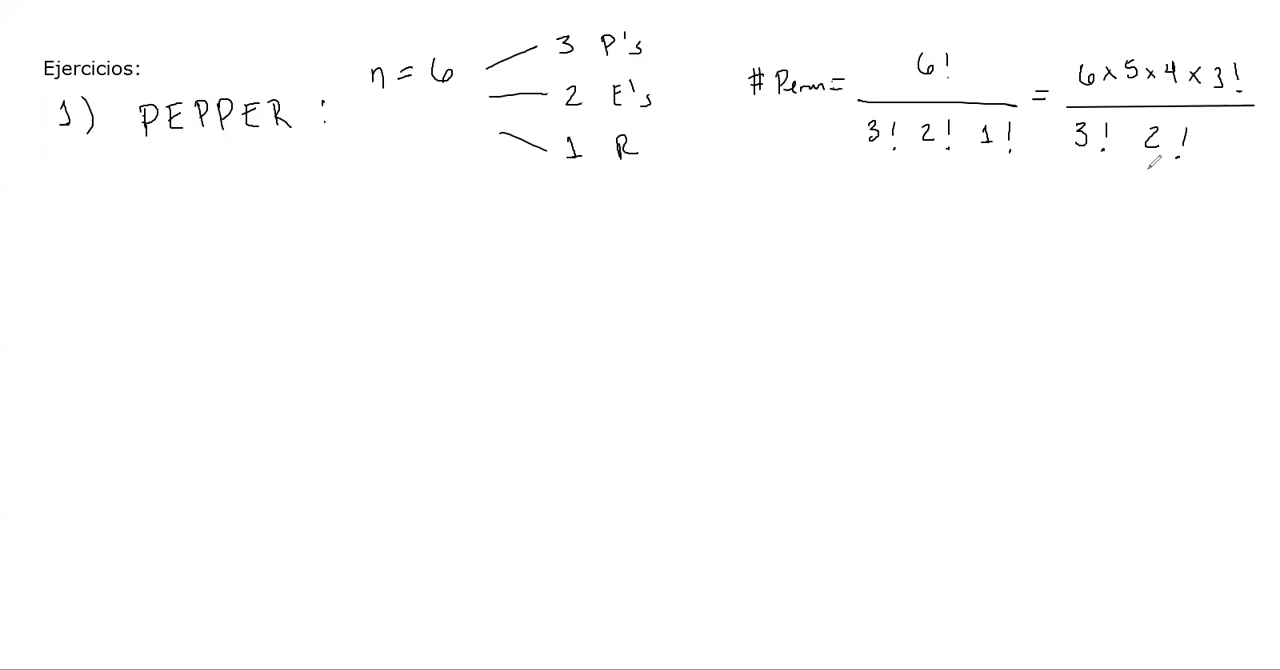 Ejercicios:
1) PEPPER :
n = 6
3 P's
2 E's
1 R
# Perm = 6! / 3! 2! 1! = 6 x 5 x 4 x 3! / 3! 2!